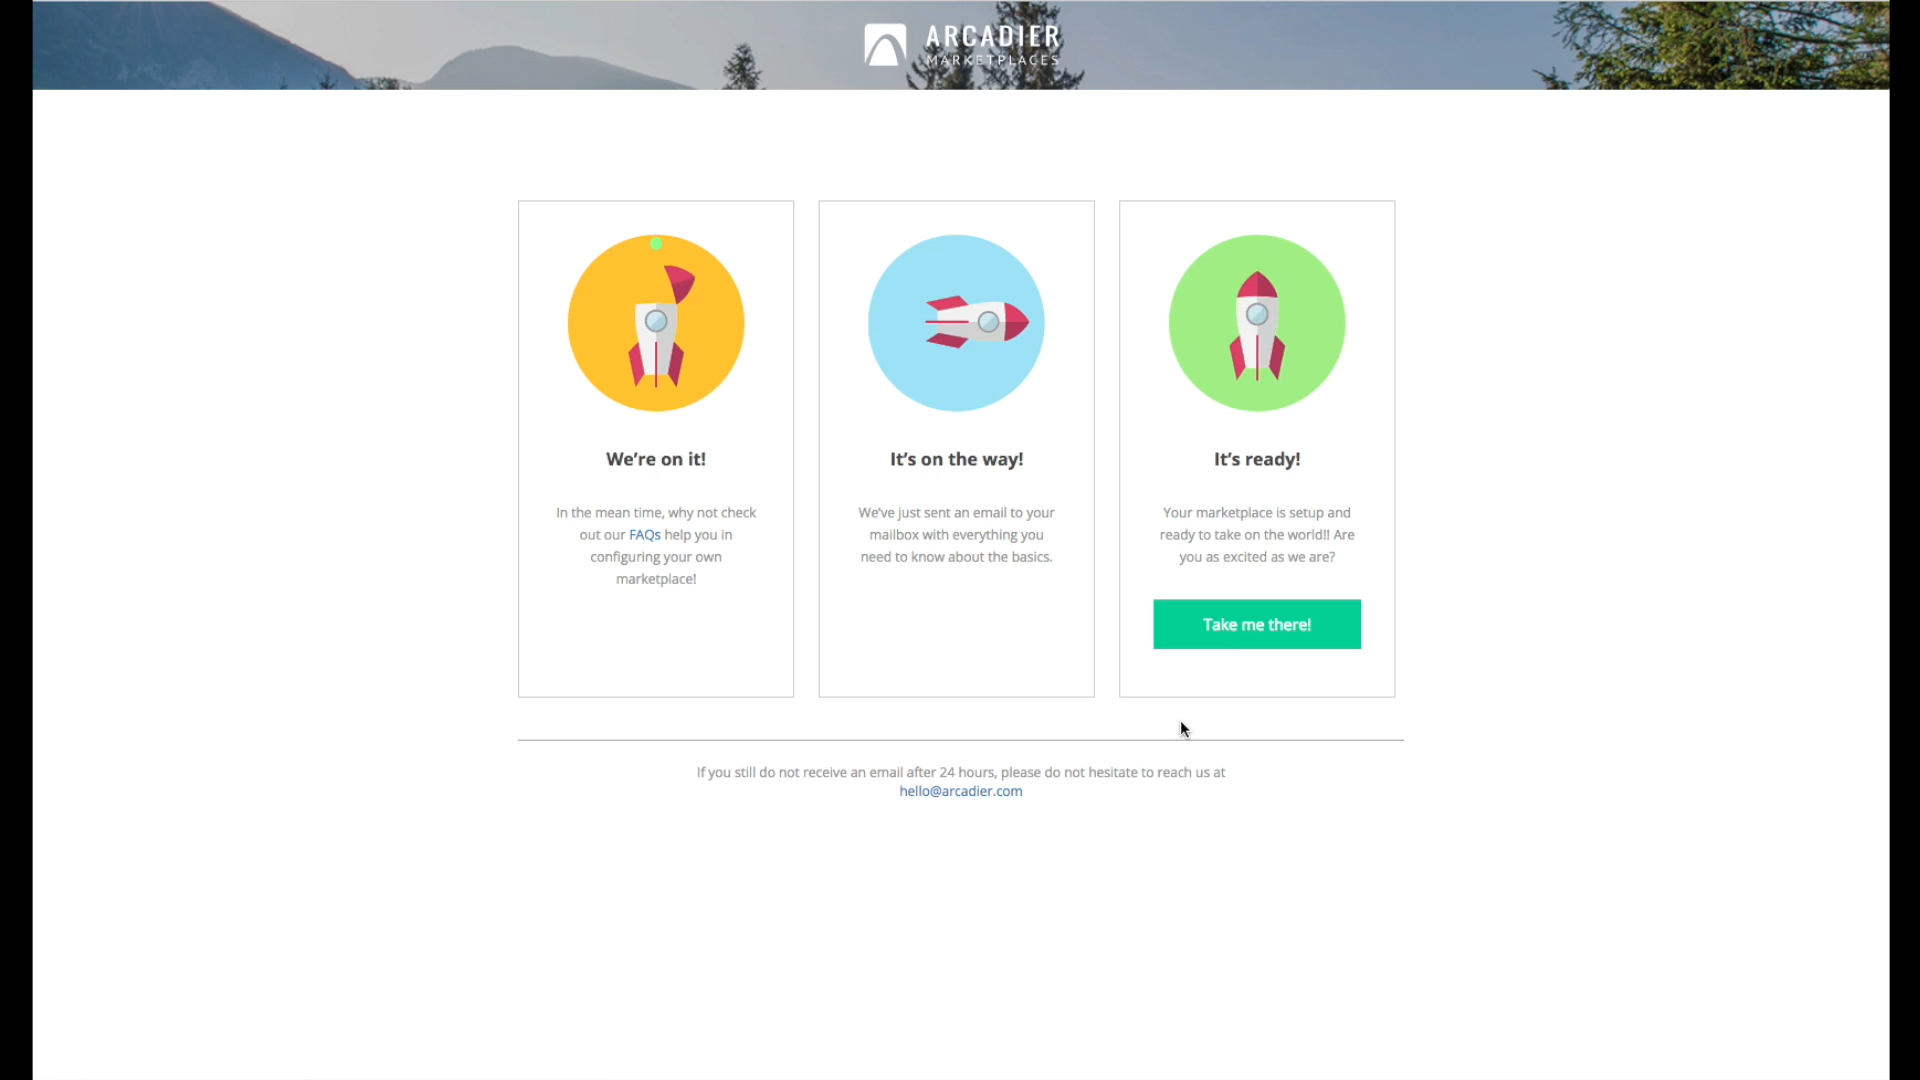 ARCADIER
MARKETPLACES
We're on it!
In the mean time, why not check
out our FAQs help you in
configuring your own
marketplace!
It's on the way!
We've just sent an email to your
mailbox with everything you
need to know about the basics.
It's ready!
Your marketplace is setup and
ready to take on the world!! Are
you as excited as we are?
Take me there!
If you still do not receive an email after 24 hours, please do not hesitate to reach us at
hello@arcadier.com